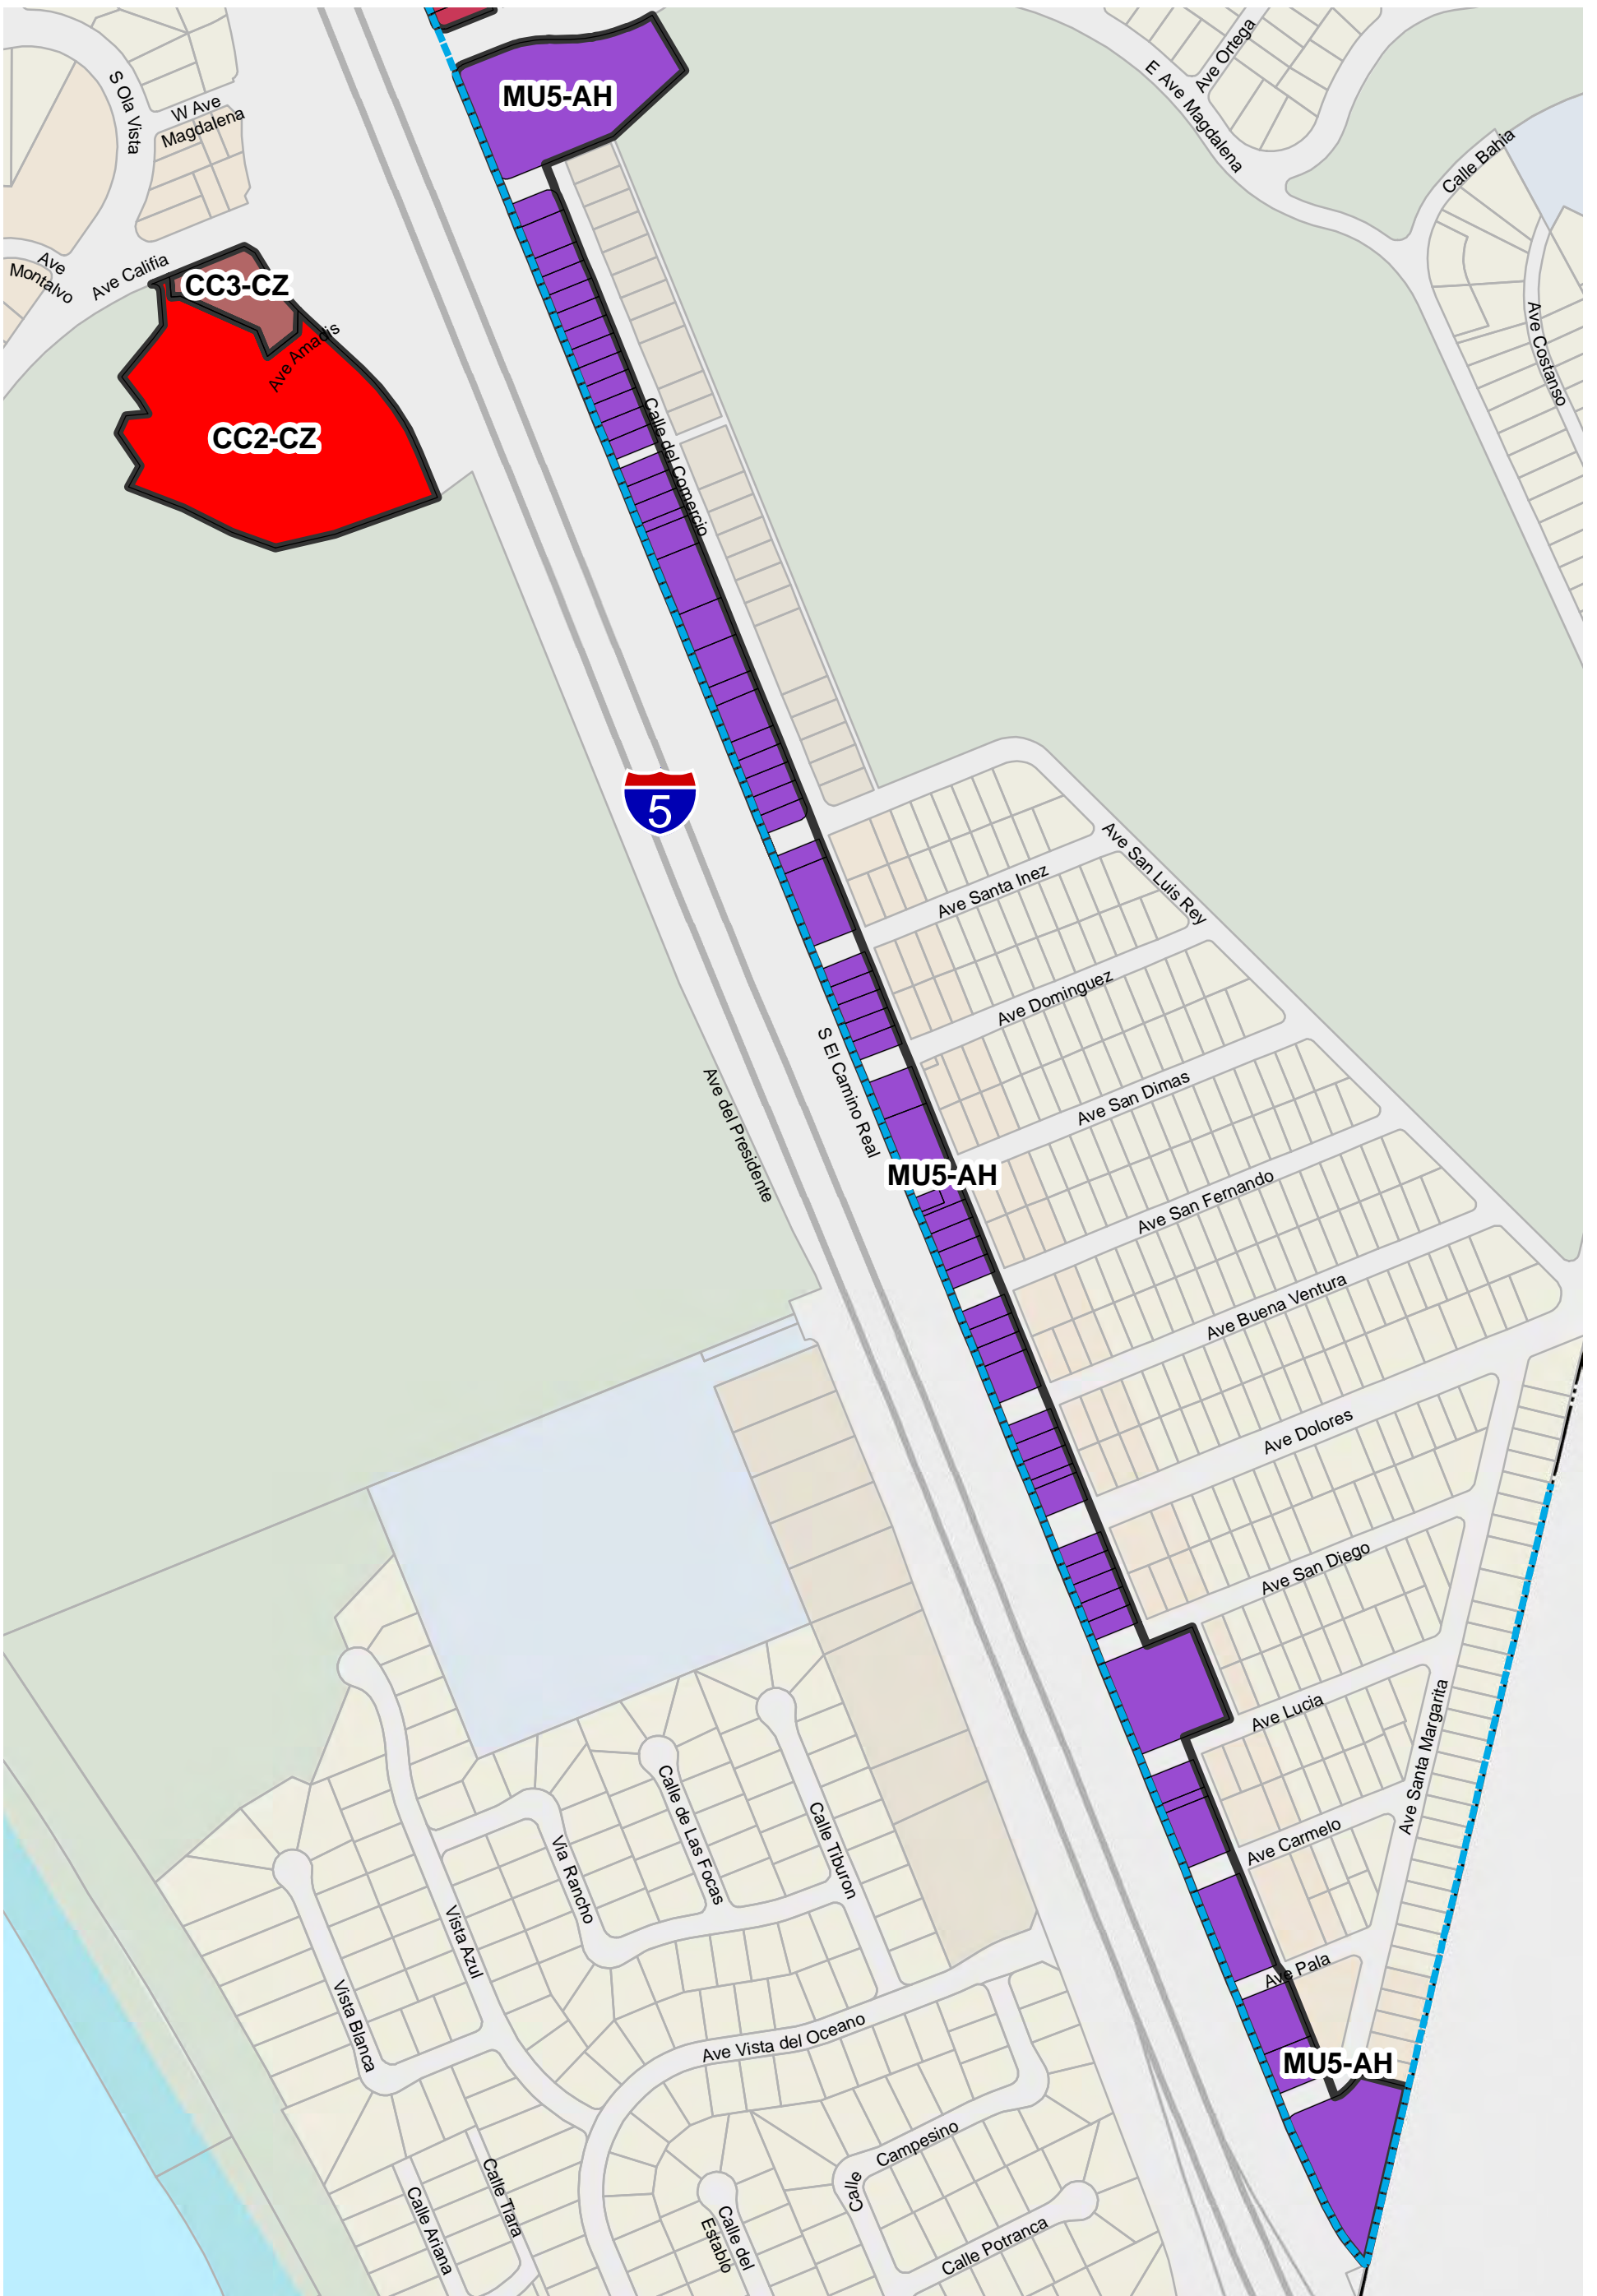 MU5-AH
S Ola Vista
W Ave
Magdalena
Ave Ortega
E Ave Magdalena
Calle Bahia
Ave
Montalvo
Ave Califia
CC3-CZ
Ave Amadis
CC2-CZ
Ave Costanso
Calle del Comercio
5
Ave San Luis Rey
Ave Santa Inez
Ave Dominguez
S El Camino Real
Ave del Presidente
Ave San Dimas
MU5-AH
Ave San Fernando
Ave Buena Ventura
Ave Dolores
Ave San Diego
Ave Lucia
Ave Santa Margarita
Ave Carmelo
Calle de Las Focas
Calle Tiburon
Via Rancho
Vista Azul
Vista Blanca
Ave Pala
Ave Vista del Oceano
MU5-AH
Calle
Campesino
Calle Tiara
Calle Ariana
Calle del
Establo
Calle Potranca